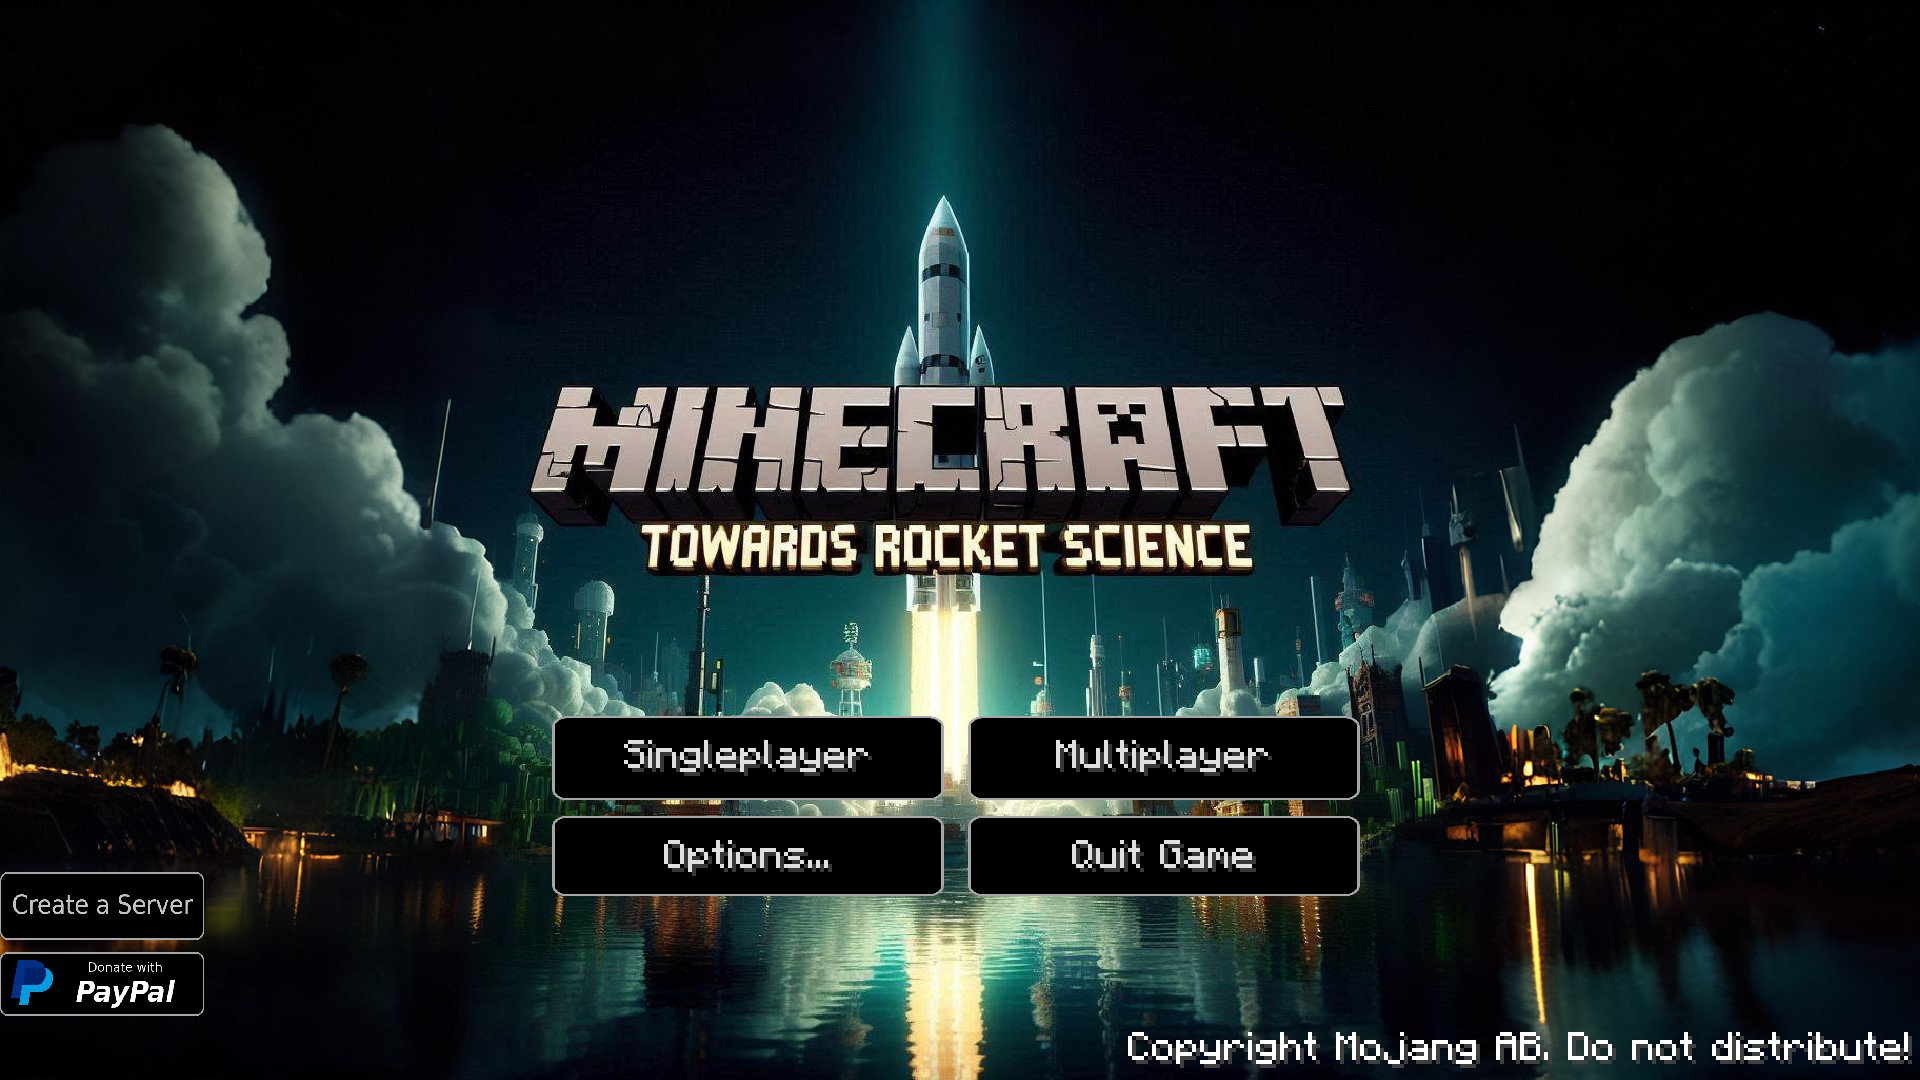 MINECRAFT
TOWARDS ROCKET SCIENCE
Singleplayer
Multiplayer
Options...
Quit Game
Create a Server
Donate with
PayPal
Copyright Mojang AB. Do not distribute!